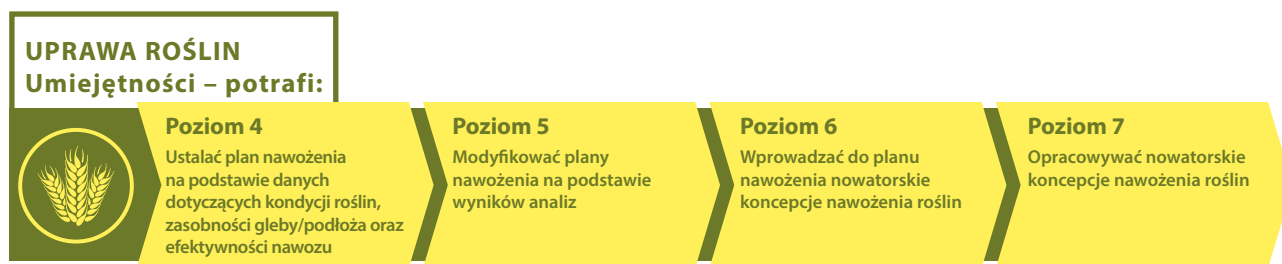 UPRAWA ROŚLIN
Umiejętności – potrafi:
Poziom 4
Ustalać plan nawożenia
na podstawie danych
dotyczących kondycji roślin,
zasobności gleby/podłoża oraz
efektywności nawozu
Poziom 5
Modyfikować plany
nawożenia na podstawie
wyników analiz
Poziom 6
Wprowadzać do planu
nawożenia nowatorskie
koncepcje nawożenia roślin
Poziom 7
Opracowywać nowatorskie
koncepcje nawożenia roślin